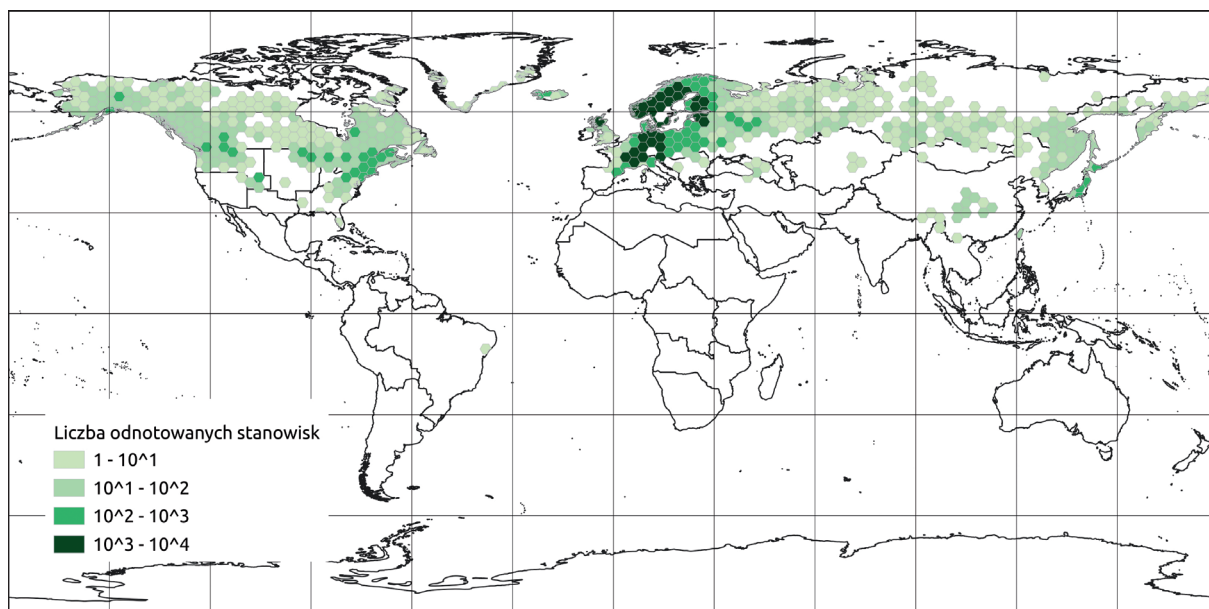 Liczba odnotowanych stanowisk
1 - 10^1
10^1 - 10^2
10^2 - 10^3
10^3 - 10^4